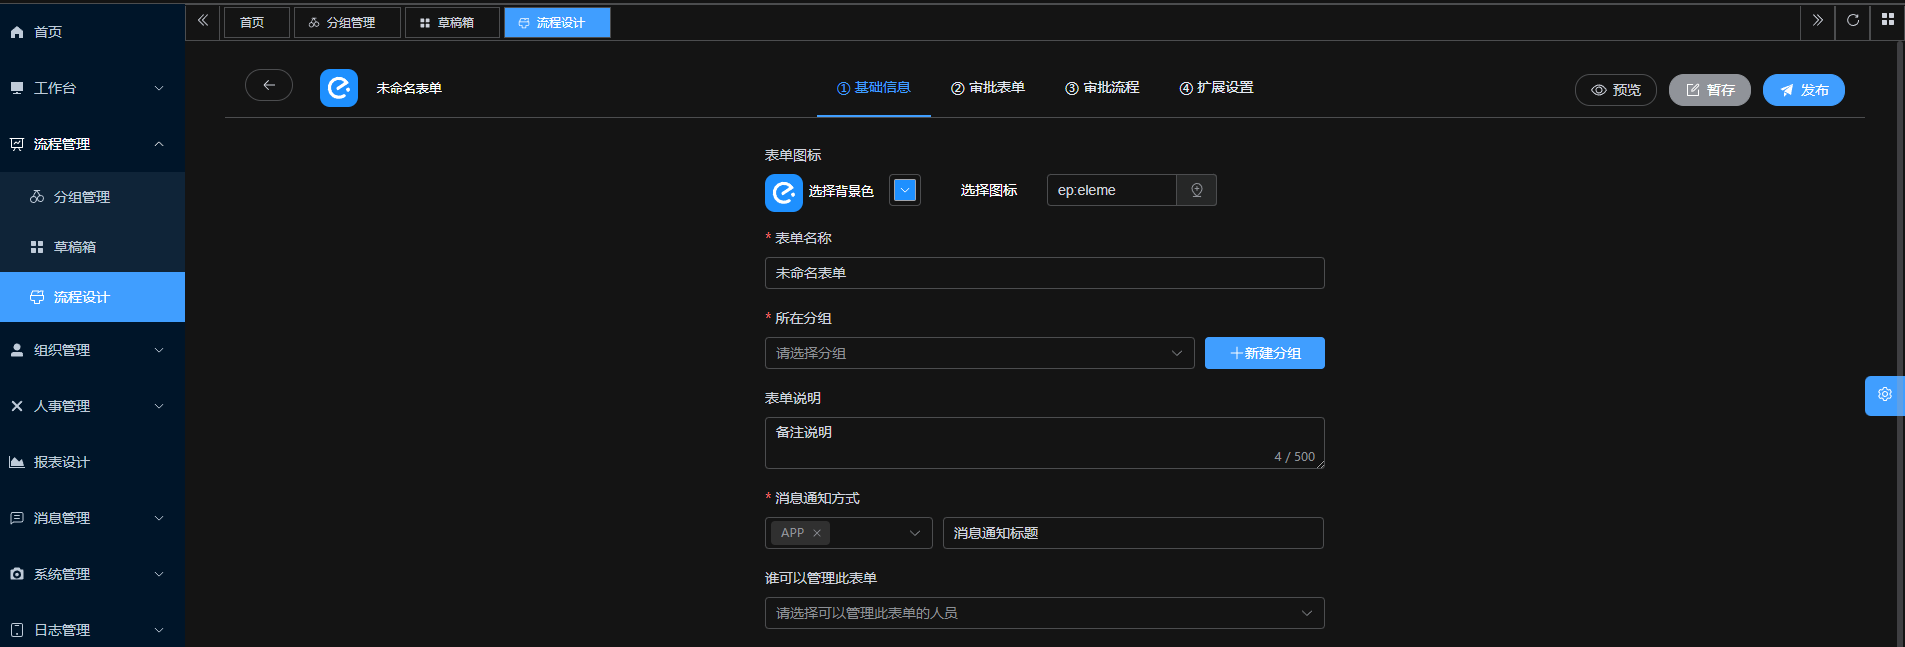 首页
工作台
流程管理
分组管理
草稿箱
流程设计
组织管理
人事管理
报表设计
消息管理
系统管理
日志管理
首页 分组管理 草稿箱 流程设计
未命名表单
① 基础信息 ② 审批表单 ③ 审批流程 ④ 扩展设置
预览 暂存 发布
表单图标
选择背景色 选择图标 ep:eleme
* 表单名称
未命名表单
* 所在分组
请选择分组 +新建分组
表单说明
备注说明
4 / 500
* 消息通知方式
APP × 消息通知标题
谁可以管理此表单
请选择可以管理此表单的人员